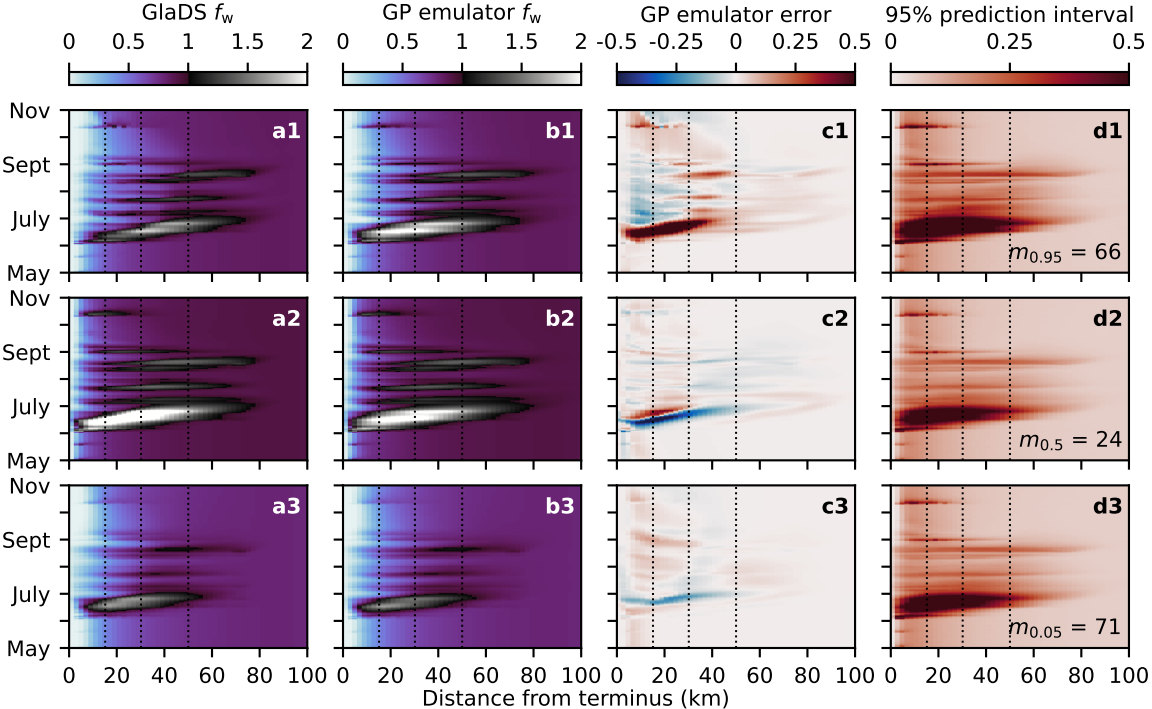 GlaDS f_w GP emulator f_w GP emulator error 95% prediction interval
0 0.5 1 1.5 2 0 0.5 1 1.5 2 -0.5 -0.25 0 0.25 0.5 0 0.25 0.5
Nov a1 b1 c1 d1
Sept
July
m_0.95 = 66
May
Nov a2 b2 c2 d2
Sept
July
m_0.5 = 24
May
Nov a3 b3 c3 d3
Sept
July
m_0.05 = 71
May
0 20 40 60 80 100 0 20 40 60 80 100 0 20 40 60 80 100 0 20 40 60 80 100
Distance from terminus (km)